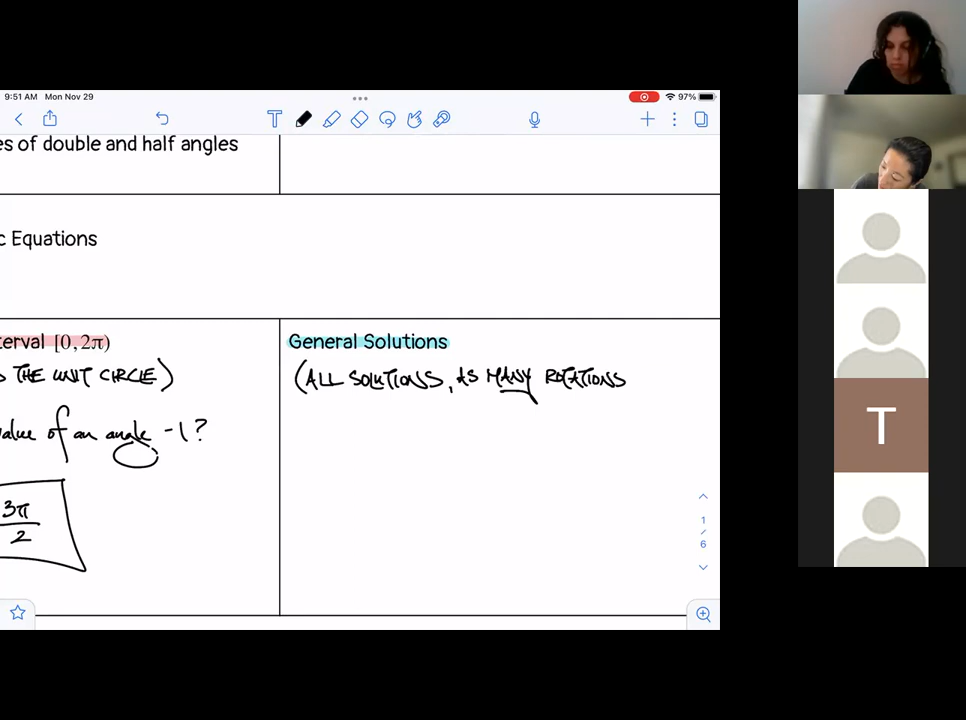 9:51 AM Mon Nov 29
97%
T
es of double and half angles
c Equations
terval [0, 2π)
General Solutions
THE UNIT CIRCLE)
(ALL SOLUTIONS, AS MANY ROTATIONS
value of an angle -1?
3π
2
1
6
T